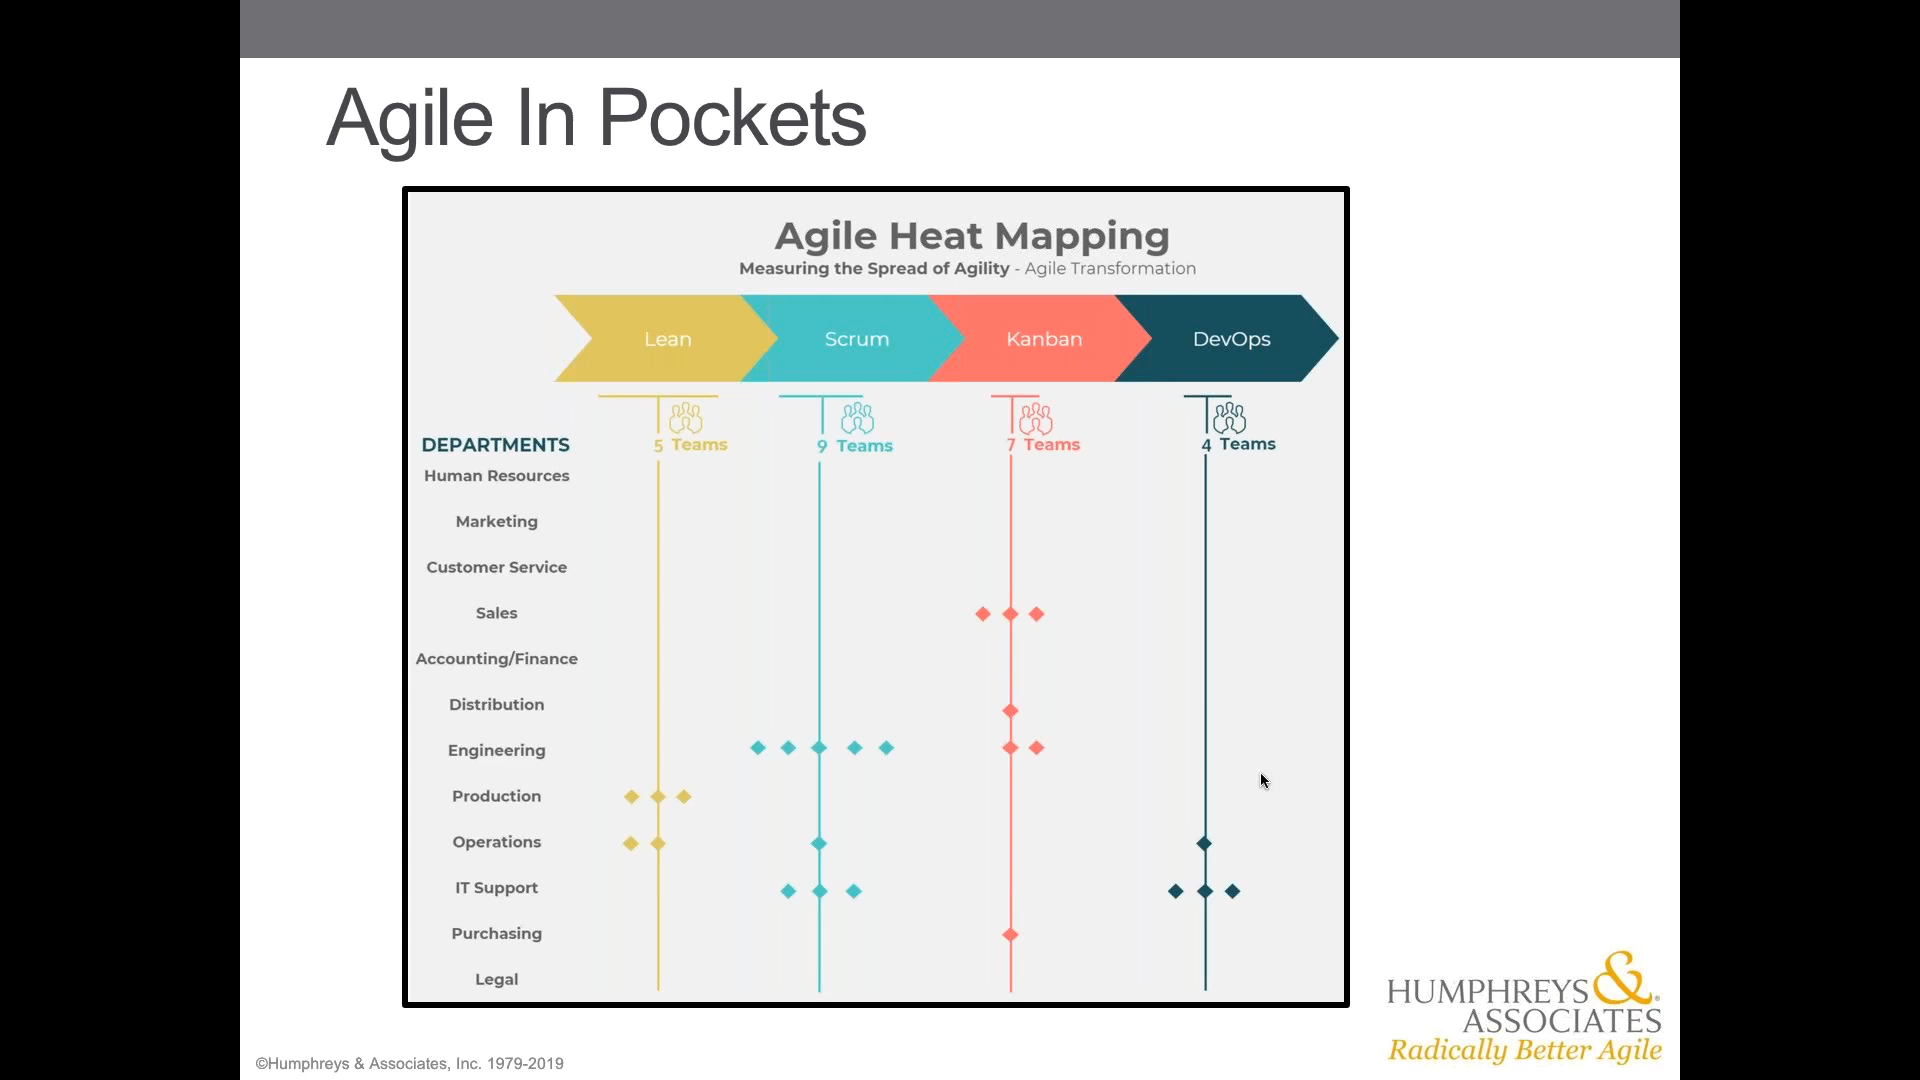 Agile In Pockets
Agile Heat Mapping
Measuring the Spread of Agility - Agile Transformation
Lean
Scrum
Kanban
DevOps
DEPARTMENTS
5 Teams
9 Teams
7 Teams
4 Teams
Human Resources
Marketing
Customer Service
Sales
Accounting/Finance
Distribution
Engineering
Production
Operations
IT Support
Purchasing
Legal
HUMPHREYS &®
ASSOCIATES
Radically Better Agile
©Humphreys & Associates, Inc. 1979-2019